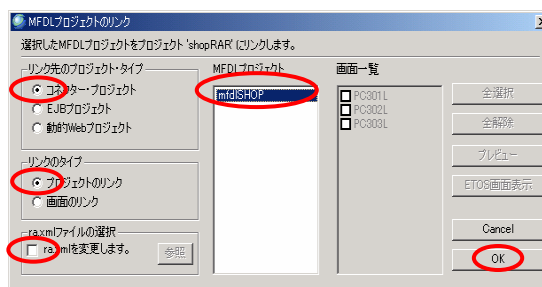 MFDLプロジェクトのリンク
選択したMFDLプロジェクトをプロジェクト 'shopRAR' にリンクします。
リンク先のプロジェクト・タイプ
コネクター・プロジェクト
EJBプロジェクト
動的Webプロジェクト
リンクのタイプ
プロジェクトのリンク
画面のリンク
ra.xmlファイルの選択
ra.xmlを変更します。
参照
MFDLプロジェクト
mfdlSHOP
画面一覧
PC301L
PC302L
PC303L
全選択
全解除
プレビュー
ETOS画面表示
Cancel
OK